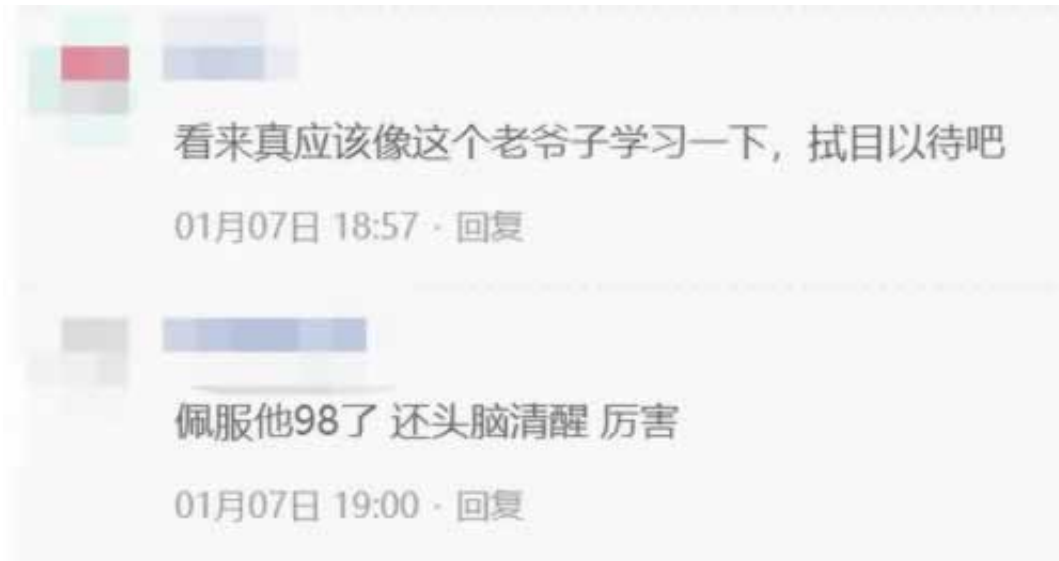 看来真应该像这个老爷子学习一下，拭目以待吧
01月07日 18:57 · 回复
佩服他98了 还头脑清醒 厉害
01月07日 19:00 · 回复